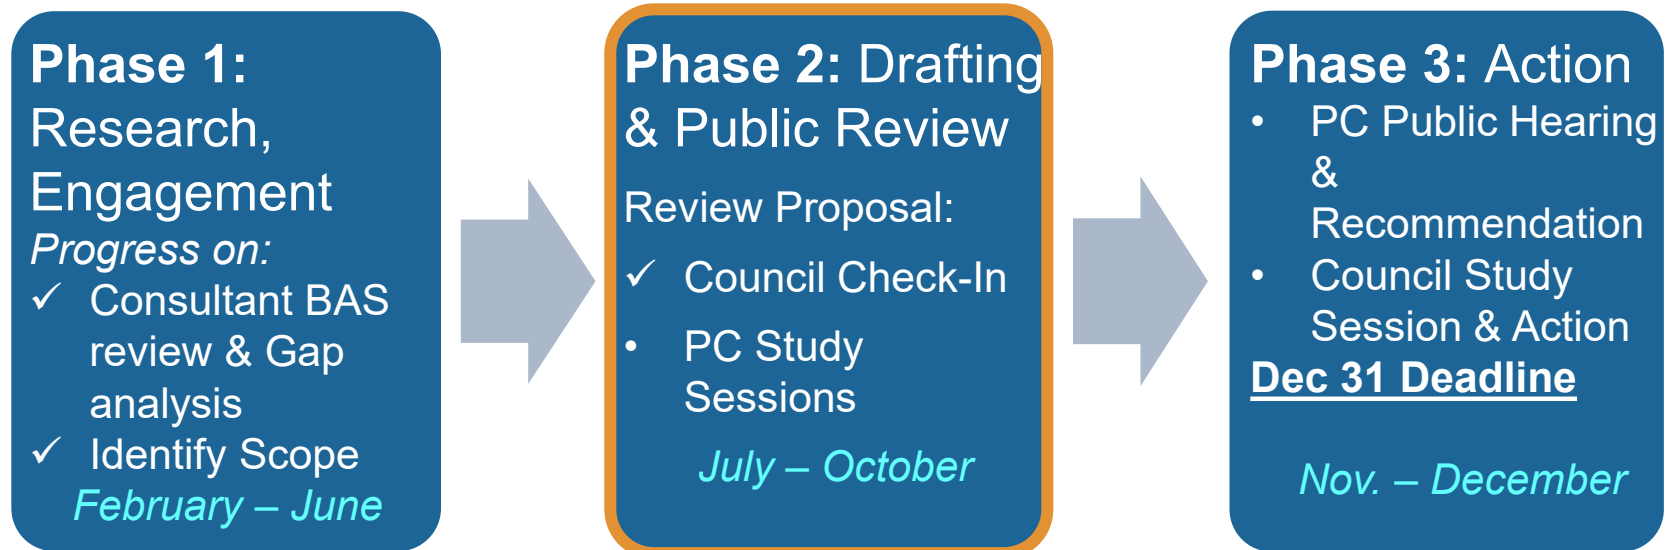 Phase 1:
Research,
Engagement
Progress on:
✓ Consultant BAS
review & Gap
analysis
✓ Identify Scope
February – June
Phase 2: Drafting
& Public Review
Review Proposal:
✓ Council Check-In
• PC Study
Sessions
July – October
Phase 3: Action
• PC Public Hearing
&
Recommendation
• Council Study
Session & Action
Dec 31 Deadline
Nov. – December